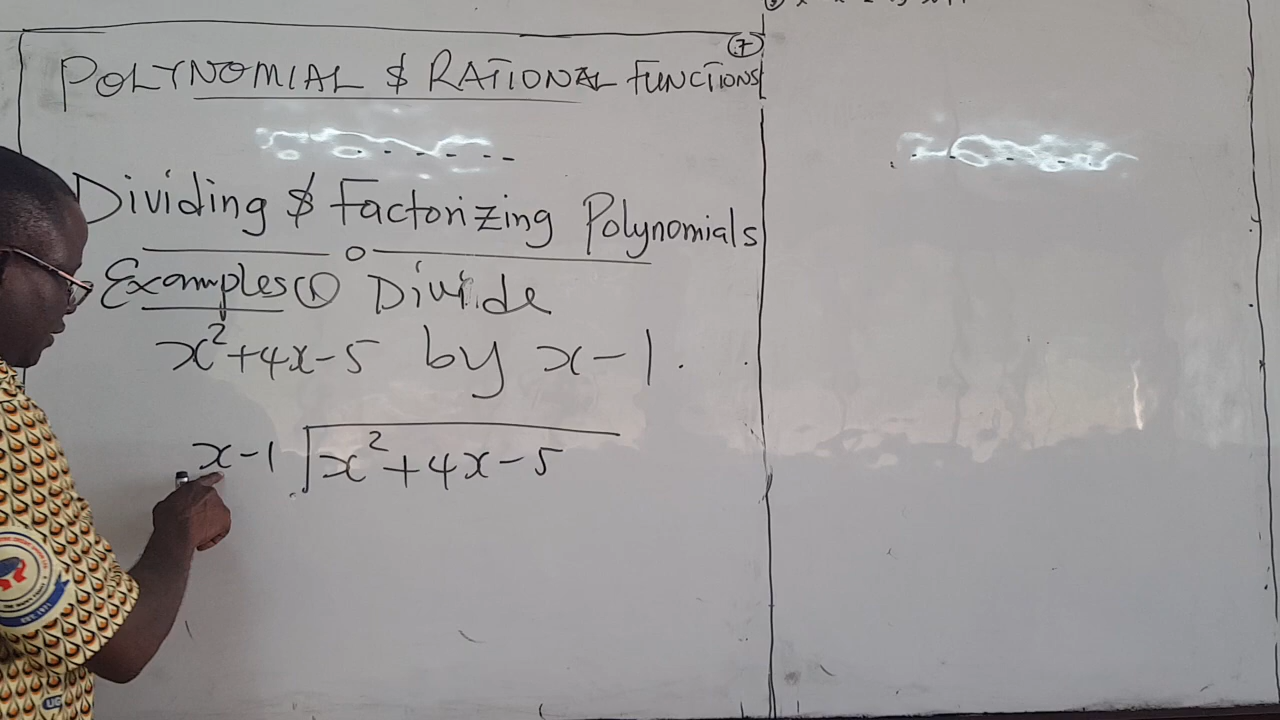 ⑦
POLYNOMIAL & RATIONAL FUNCTIONS
Dividing & Factorizing Polynomials
Examples ① Divide
x²+4x-5 by x-1.
x-1 x²+4x-5